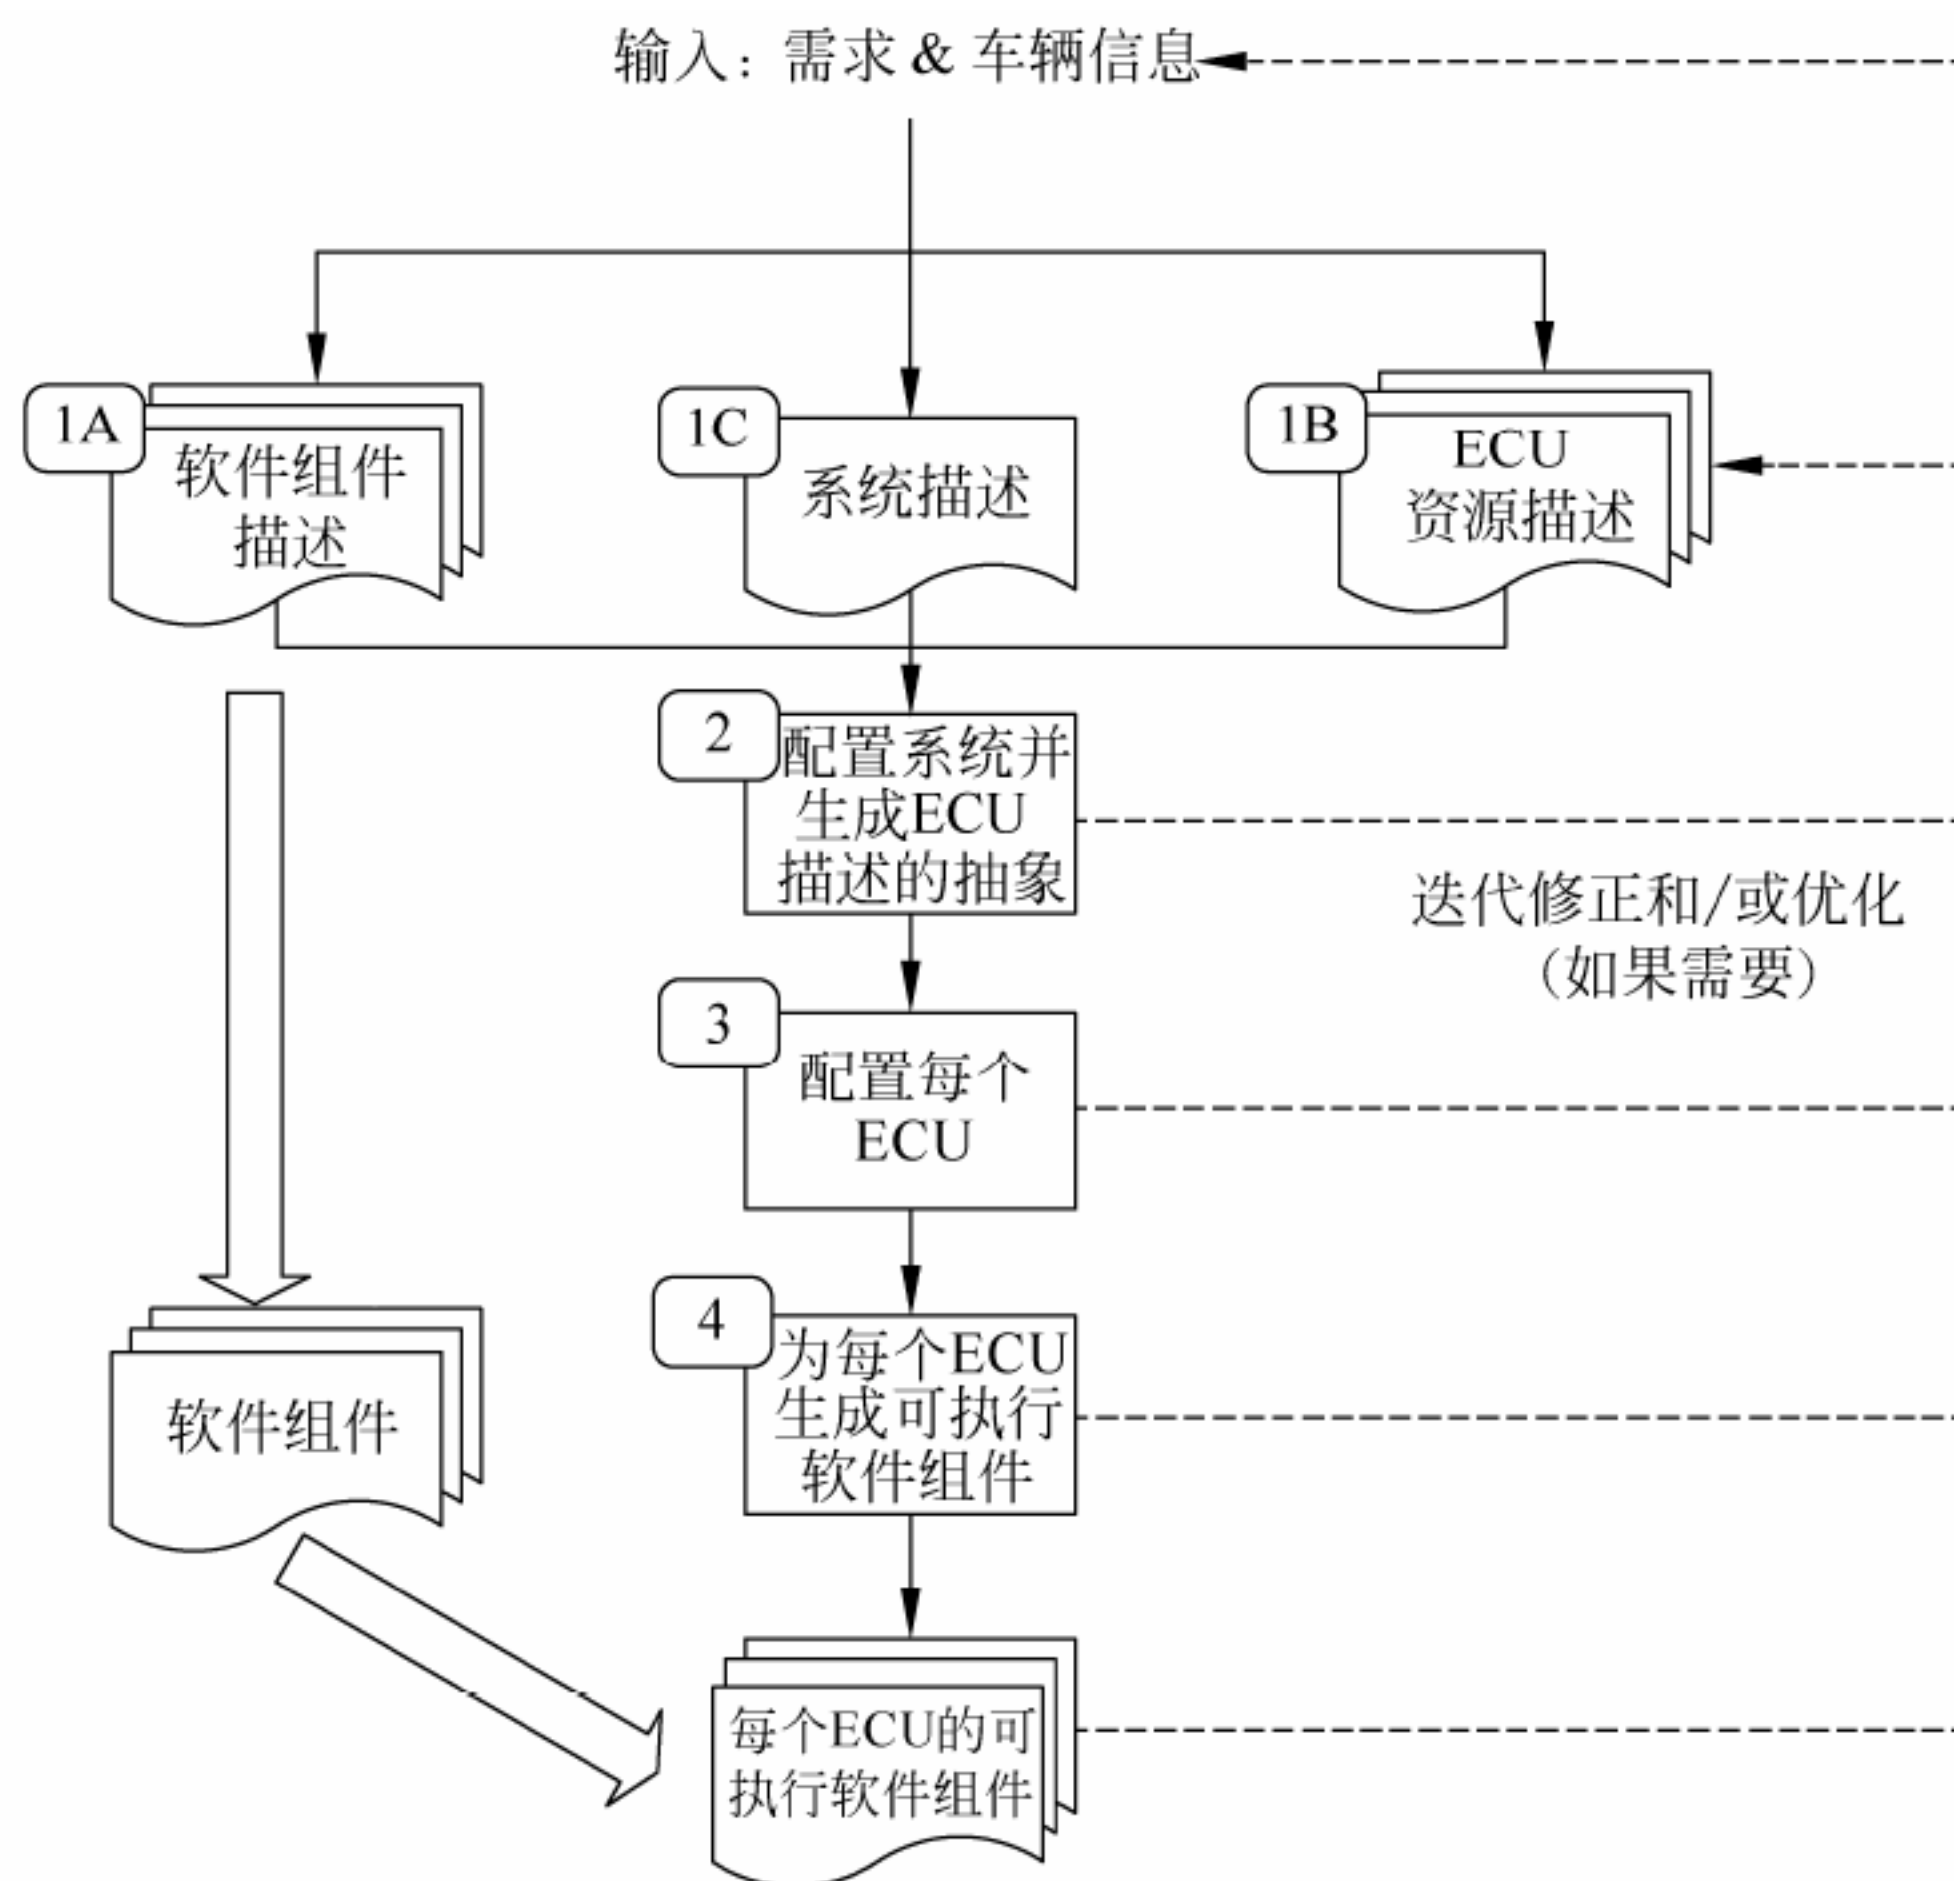 输入：需求 & 车辆信息
1A
软件组件
描述
1C
系统描述
1B
ECU
资源描述
2
配置系统并
生成ECU
描述的抽象
迭代修正和/或优化
（如果需要）
3
配置每个
ECU
4
为每个ECU
生成可执行
软件组件
软件组件
每个ECU的可
执行软件组件